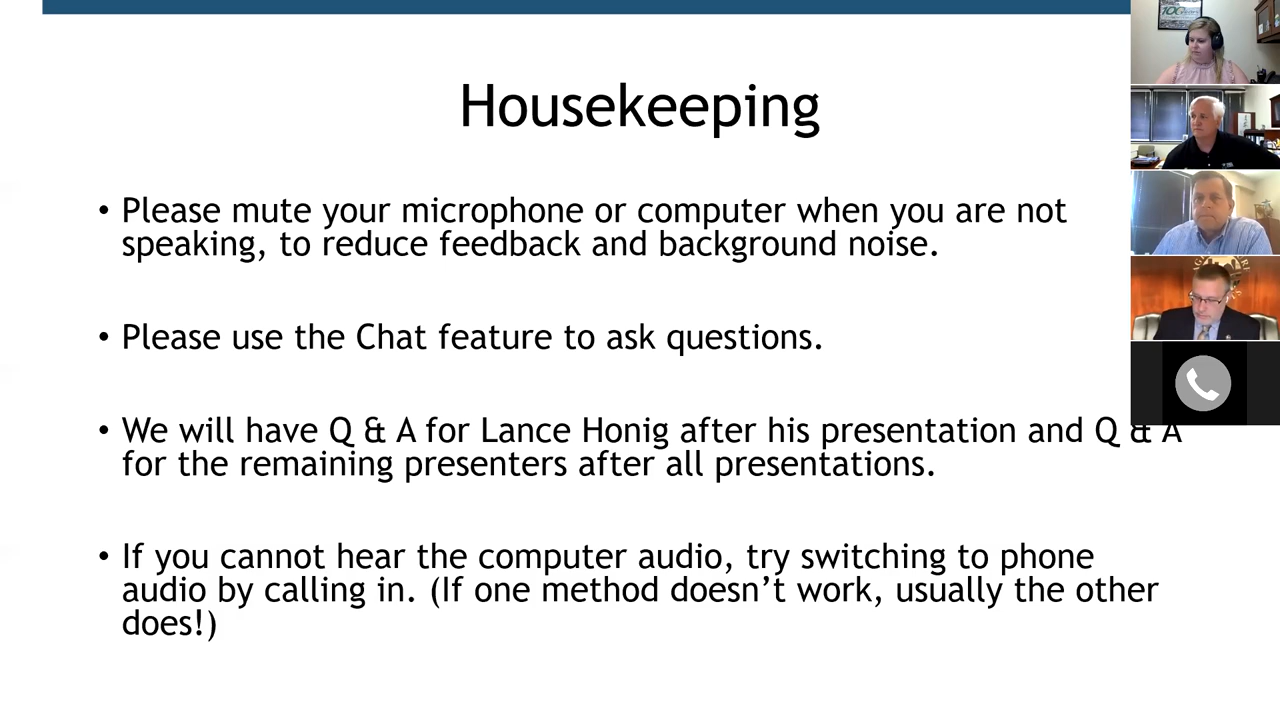 Housekeeping
• Please mute your microphone or computer when you are not
speaking, to reduce feedback and background noise.
• Please use the Chat feature to ask questions.
• We will have Q & A for Lance Honig after his presentation and Q & A
for the remaining presenters after all presentations.
• If you cannot hear the computer audio, try switching to phone
audio by calling in. (If one method doesn’t work, usually the other
does!)
100